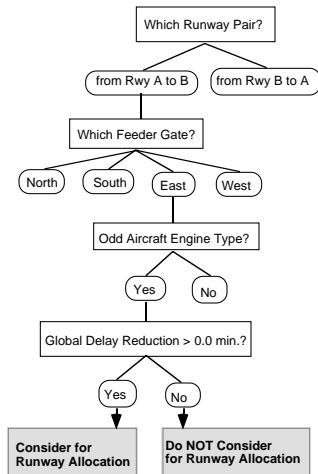 Which Runway Pair?
from Rwy A to B
from Rwy B to A
Which Feeder Gate?
North
South
East
West
Odd Aircraft Engine Type?
Yes
No
Global Delay Reduction > 0.0 min.?
Yes
No
Consider for
Runway Allocation
Do NOT Consider
for Runway Allocation